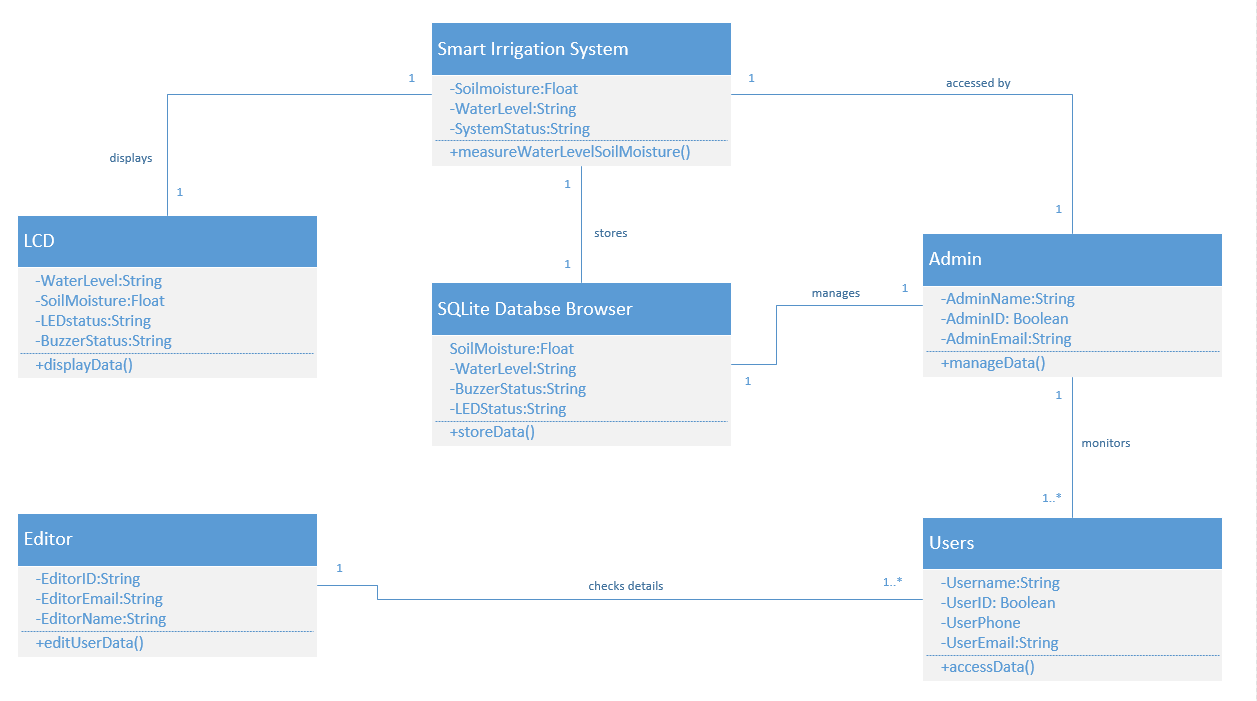 Smart Irrigation System
-Soilmoisture:Float
-WaterLevel:String
-SystemStatus:String
+measureWaterLevelSoilMoisture()
1
1
accessed by
displays
1
1
stores
1
1
LCD
-WaterLevel:String
-SoilMoisture:Float
-LEDstatus:String
-BuzzerStatus:String
+displayData()
SQLite Databse Browser
SoilMoisture:Float
-WaterLevel:String
-BuzzerStatus:String
-LEDStatus:String
+storeData()
manages
1
1
Admin
-AdminName:String
-AdminID: Boolean
-AdminEmail:String
+manageData()
1
monitors
1..*
Editor
-EditorID:String
-EditorEmail:String
-EditorName:String
+editUserData()
1
checks details
1..*
Users
-Username:String
-UserID: Boolean
-UserPhone
-UserEmail:String
+accessData()